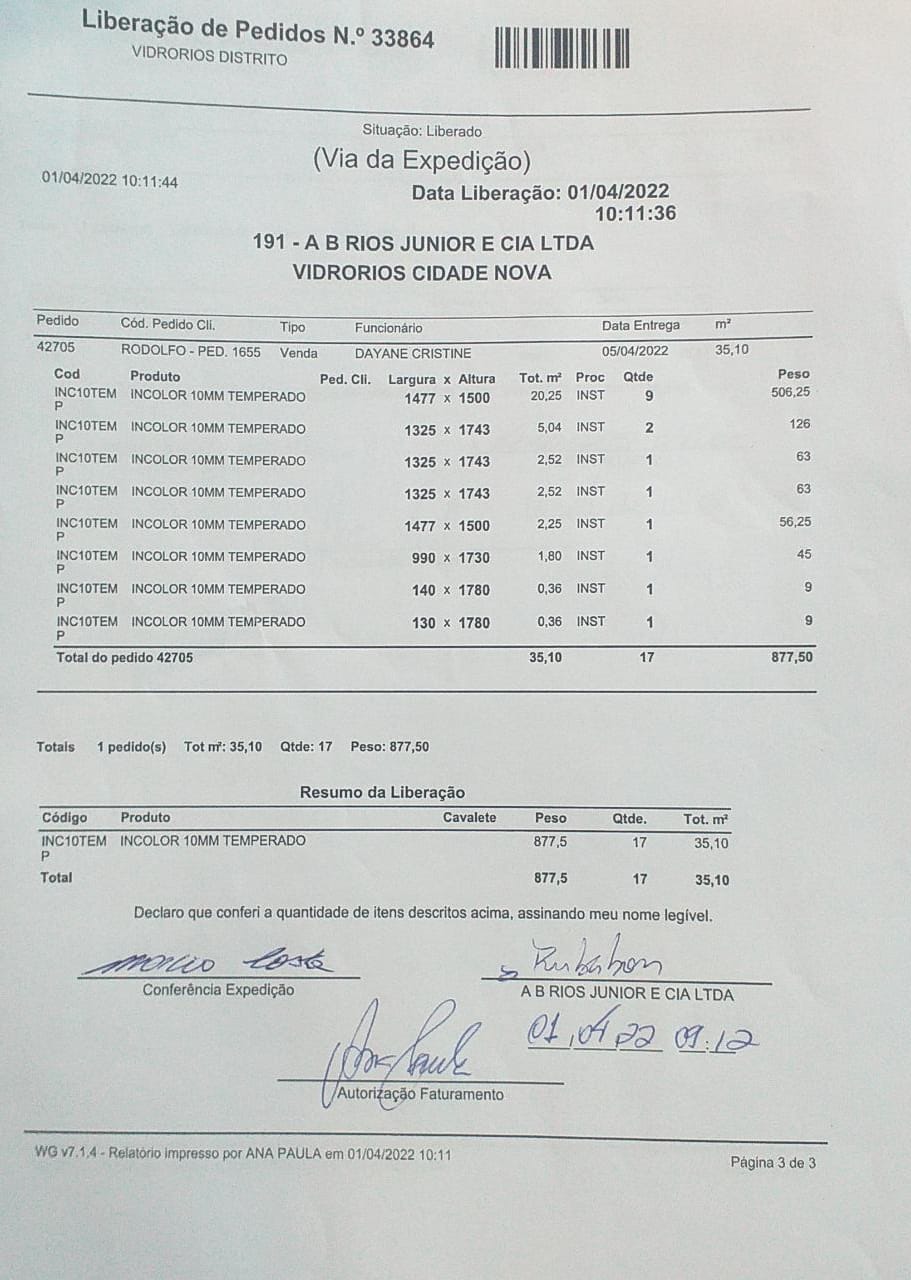 Liberação de Pedidos N.º 33864
VIDRORIOS DISTRITO
Situação: Liberado
(Via da Expedição)
01/04/2022 10:11:44
Data Liberação: 01/04/2022
10:11:36
191 - A B RIOS JUNIOR E CIA LTDA
VIDRORIOS CIDADE NOVA
Pedido Cód. Pedido Cli. Tipo Funcionário Data Entrega m²
42705 RODOLFO - PED. 1655 Venda DAYANE CRISTINE 05/04/2022 35,10
Cod Produto Ped. Cli. Largura x Altura Tot. m² Proc Qtde Peso
INC10TEM INCOLOR 10MM TEMPERADO 1477 x 1500 20,25 INST 9 506,25
P
INC10TEM INCOLOR 10MM TEMPERADO 1325 x 1743 5,04 INST 2 126
P
INC10TEM INCOLOR 10MM TEMPERADO 1325 x 1743 2,52 INST 1 63
P
INC10TEM INCOLOR 10MM TEMPERADO 1325 x 1743 2,52 INST 1 63
P
INC10TEM INCOLOR 10MM TEMPERADO 1477 x 1500 2,25 INST 1 56,25
P
INC10TEM INCOLOR 10MM TEMPERADO 990 x 1730 1,80 INST 1 45
P
INC10TEM INCOLOR 10MM TEMPERADO 140 x 1780 0,36 INST 1 9
P
INC10TEM INCOLOR 10MM TEMPERADO 130 x 1780 0,36 INST 1 9
P
Total do pedido 42705 35,10 17 877,50
Totais 1 pedido(s) Tot m²: 35,10 Qtde: 17 Peso: 877,50
Resumo da Liberação
Código Produto Cavalete Peso Qtde. Tot. m²
INC10TEM INCOLOR 10MM TEMPERADO 877,5 17 35,10
P
Total 877,5 17 35,10
Declaro que conferi a quantidade de itens descritos acima, assinando meu nome legível.
Costa
Conferência Expedição A B RIOS JUNIOR E CIA LTDA
01,04,22 09:12
Ana Paula
Autorização Faturamento
WG v7.1.4 - Relatório impresso por ANA PAULA em 01/04/2022 10:11
Página 3 de 3